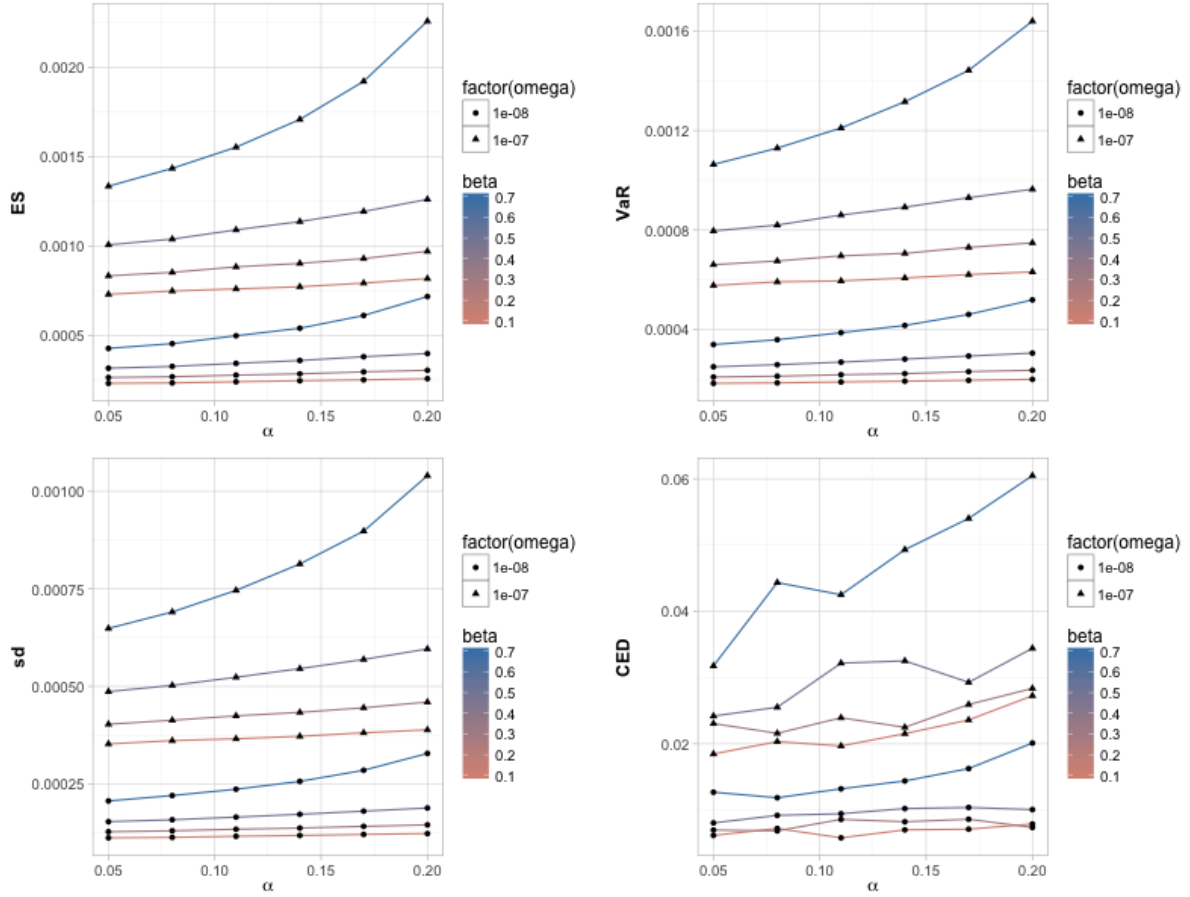 ES
0.0020
0.0015
0.0010
0.0005
0.05 0.10 0.15 0.20
α
factor(omega)
1e-08
1e-07
beta
0.7
0.6
0.5
0.4
0.3
0.2
0.1
VaR
0.0016
0.0012
0.0008
0.0004
0.05 0.10 0.15 0.20
α
factor(omega)
1e-08
1e-07
beta
0.7
0.6
0.5
0.4
0.3
0.2
0.1
sd
0.00100
0.00075
0.00050
0.00025
0.05 0.10 0.15 0.20
α
factor(omega)
1e-08
1e-07
beta
0.7
0.6
0.5
0.4
0.3
0.2
0.1
CED
0.06
0.04
0.02
0.05 0.10 0.15 0.20
α
factor(omega)
1e-08
1e-07
beta
0.7
0.6
0.5
0.4
0.3
0.2
0.1